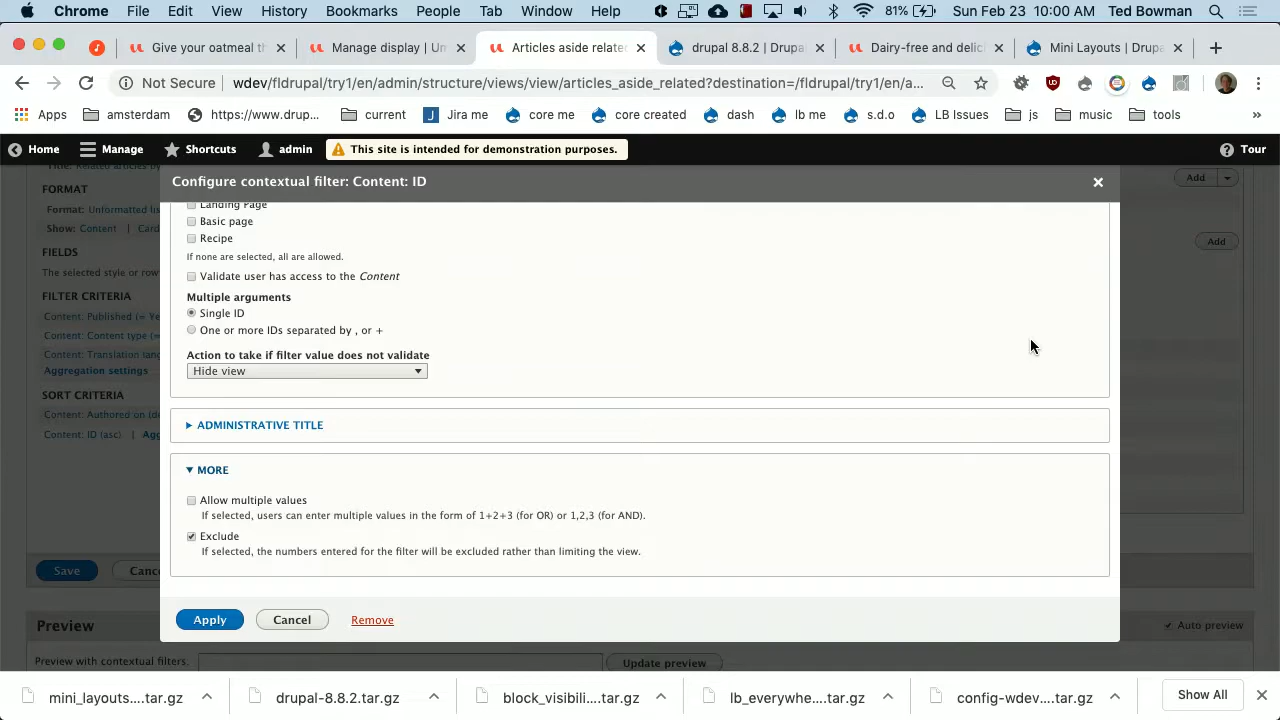 Chrome File Edit View History Bookmarks People Tab Window Help 81% Sun Feb 23 10:00 AM Ted Bowman
Give your oatmeal th Manage display | Um Articles aside relate drupal 8.8.2 | Drupa Dairy-free and delic Mini Layouts | Drupa
Not Secure wdev/fldrupal/try1/en/admin/structure/views/view/articles_aside_related?destination=/fldrupal/try1/en/a...
Apps amsterdam https://www.drup... current Jira me core me core created dash lb me s.d.o LB Issues js music tools »
Home Manage Shortcuts admin This site is intended for demonstration purposes. Tour
Title: Related articles by
Add
Configure contextual filter: Content: ID
FORMAT
Format: Unformatted lis
Show: Content | Card
Add
FIELDS
The selected style or row
FILTER CRITERIA
Content: Published (= Ye
Content: Content type (=
Content: Translation lang
Aggregation settings
SORT CRITERIA
Content: Authored on (de
Content: ID (asc) | Agg
Landing Page
Basic page
Recipe
If none are selected, all are allowed.
Validate user has access to the Content
Multiple arguments
Single ID
One or more IDs separated by , or +
Action to take if filter value does not validate
Hide view
ADMINISTRATIVE TITLE
MORE
Allow multiple values
If selected, users can enter multiple values in the form of 1+2+3 (for OR) or 1,2,3 (for AND).
Exclude
If selected, the numbers entered for the filter will be excluded rather than limiting the view.
Save Cance
Apply Cancel Remove
Preview Auto preview
Preview with contextual filters. Update preview
mini_layouts....tar.gz drupal-8.8.2.tar.gz block_visibili....tar.gz lb_everywhe....tar.gz config-wdev....tar.gz Show All